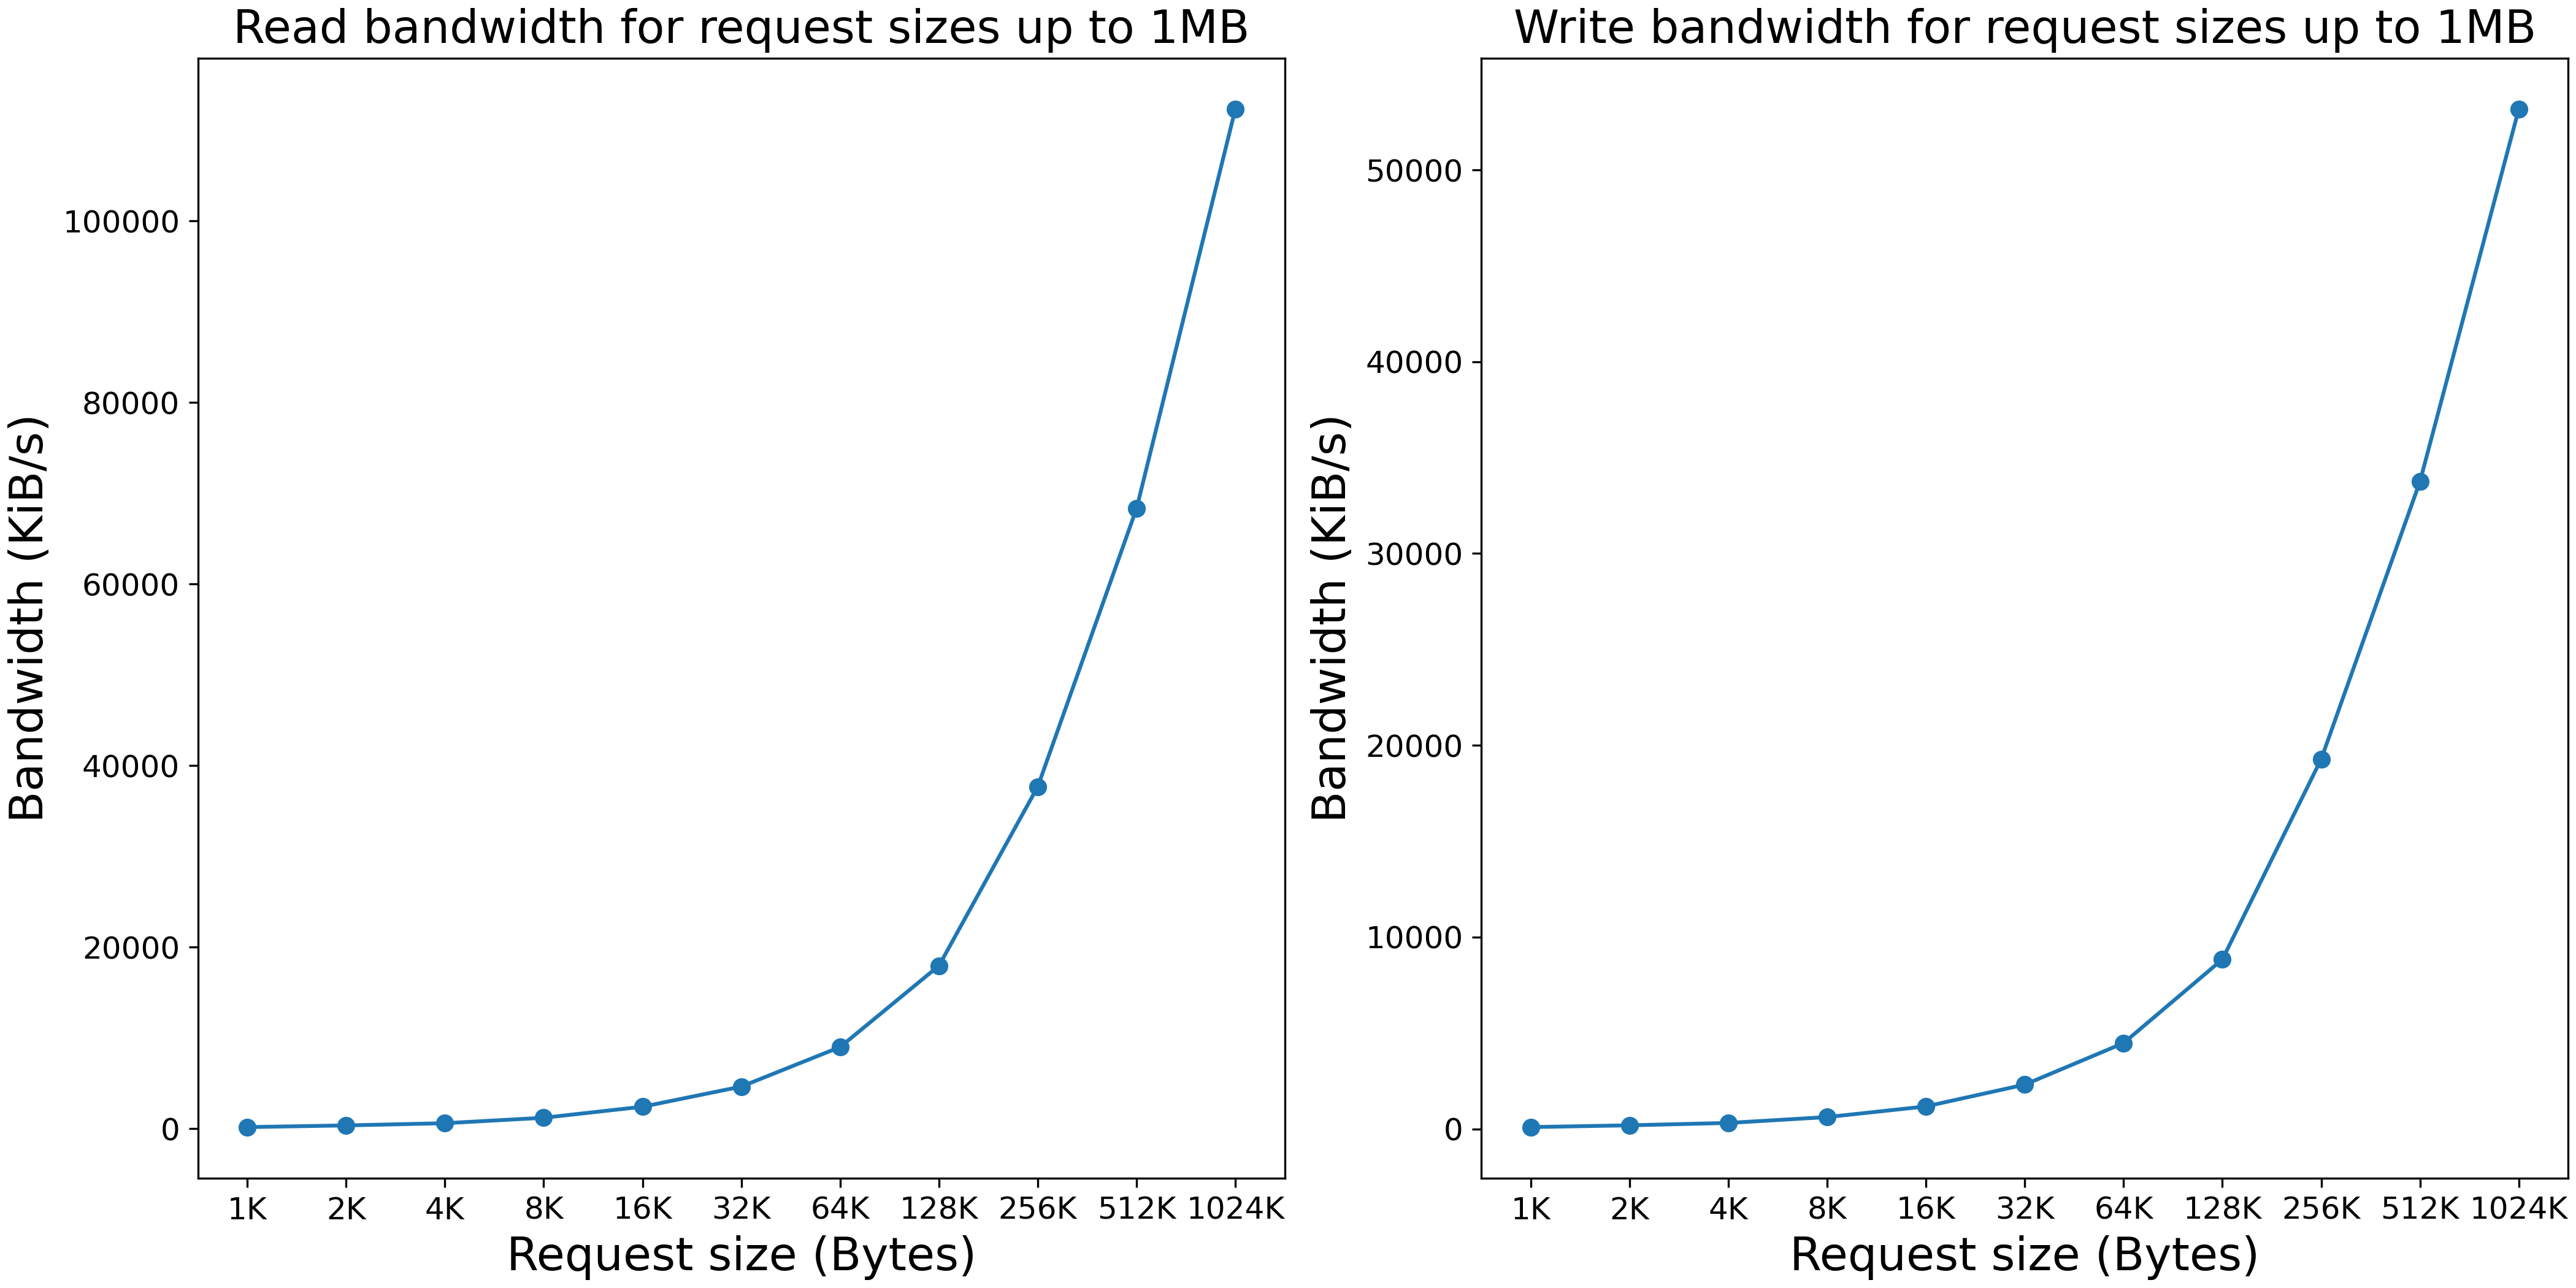 Read bandwidth for request sizes up to 1MB
Bandwidth (KiB/s)
100000
80000
60000
40000
20000
0
1K 2K 4K 8K 16K 32K 64K 128K 256K 512K 1024K
Request size (Bytes)
Write bandwidth for request sizes up to 1MB
Bandwidth (KiB/s)
50000
40000
30000
20000
10000
0
1K 2K 4K 8K 16K 32K 64K 128K 256K 512K 1024K
Request size (Bytes)